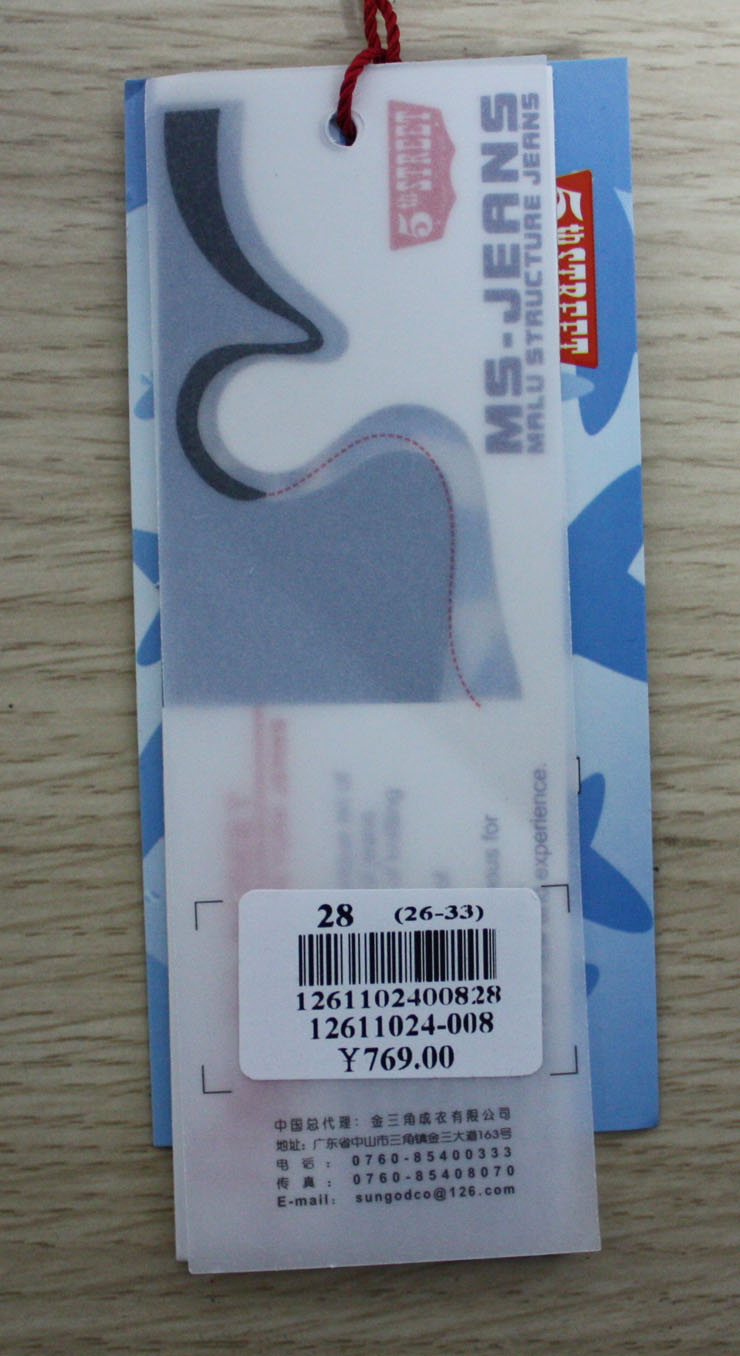 5th STREET
MS-JEANS
MALU STRUCTURE JEANS
5th STREET
for
experience.
28 (26-33)
1261102400828
12611024-008
¥769.00
中国总代理：金三角成衣有限公司
地址：广东省中山市三角镇金三大道163号
电话：0760-85400333
传真：0760-85408070
E-mail：sungodco@126.com